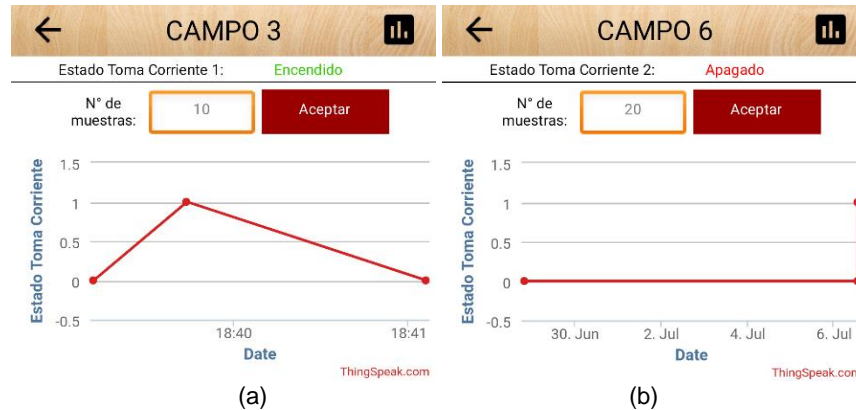 CAMPO 3
Estado Toma Corriente 1: Encendido
N° de
muestras:
10
Aceptar
Estado Toma Corriente
1.5
1
0.5
0
-0.5
18:40
18:41
Date
ThingSpeak.com
(a)
CAMPO 6
Estado Toma Corriente 2: Apagado
N° de
muestras:
20
Aceptar
Estado Toma Corriente
1.5
1
0.5
0
-0.5
30. Jun
2. Jul
4. Jul
6. Jul
Date
ThingSpeak.com
(b)